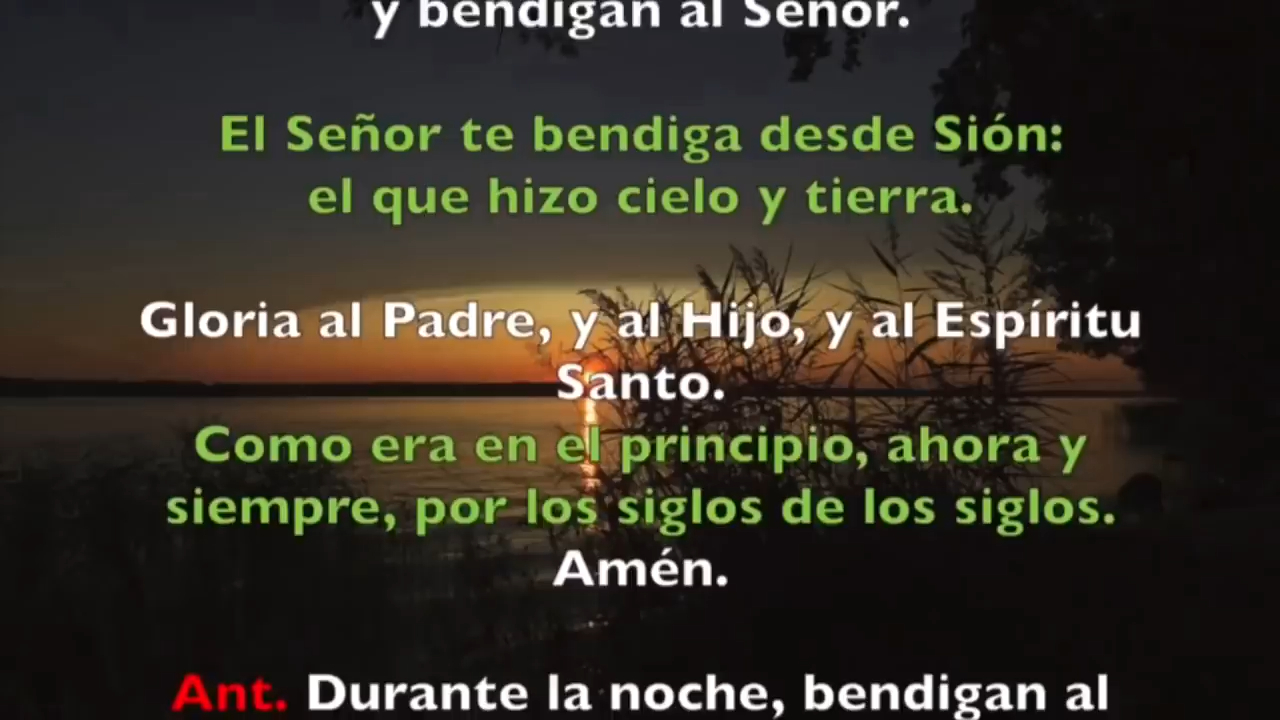 y bendigan al Señor.
El Señor te bendiga desde Sión:
el que hizo cielo y tierra.
Gloria al Padre, y al Hijo, y al Espíritu
Santo.
Como era en el principio, ahora y
siempre, por los siglos de los siglos.
Amén.
Ant. Durante la noche, bendigan al